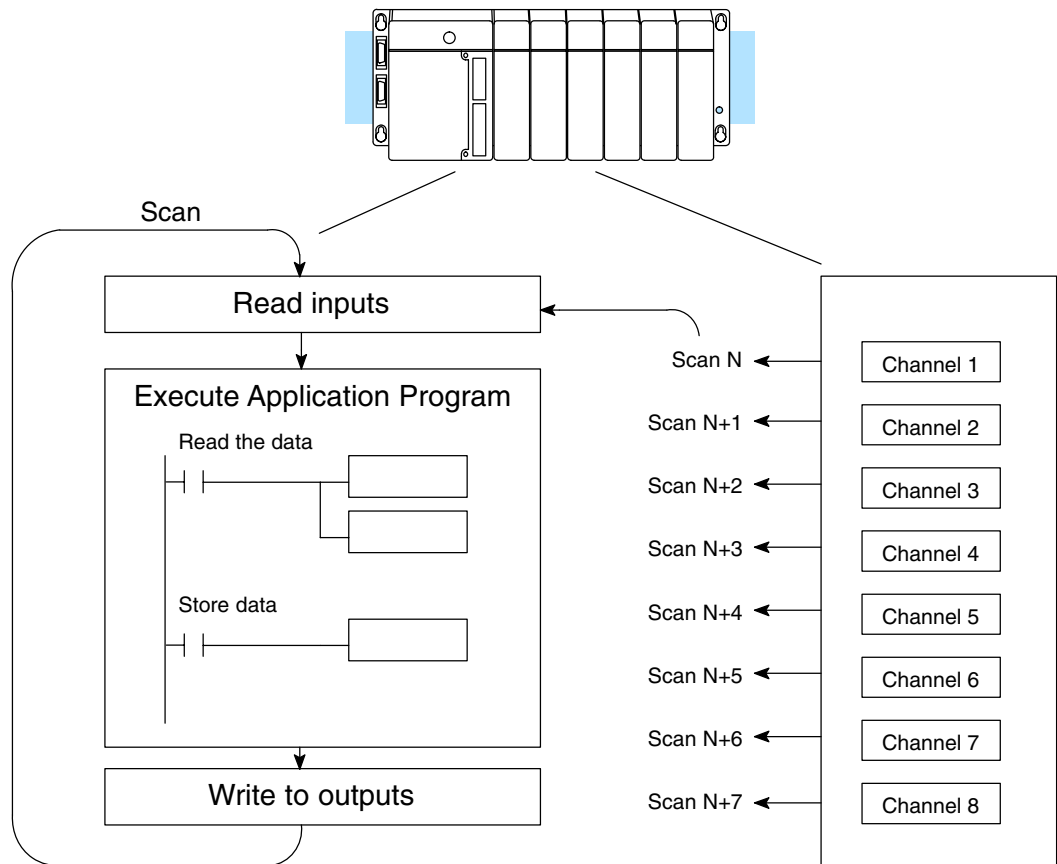 Scan
Read inputs
Execute Application Program
Read the data
Store data
Write to outputs
Scan N
Channel 1
Scan N+1
Channel 2
Scan N+2
Channel 3
Scan N+3
Channel 4
Scan N+4
Channel 5
Scan N+5
Channel 6
Scan N+6
Channel 7
Scan N+7
Channel 8